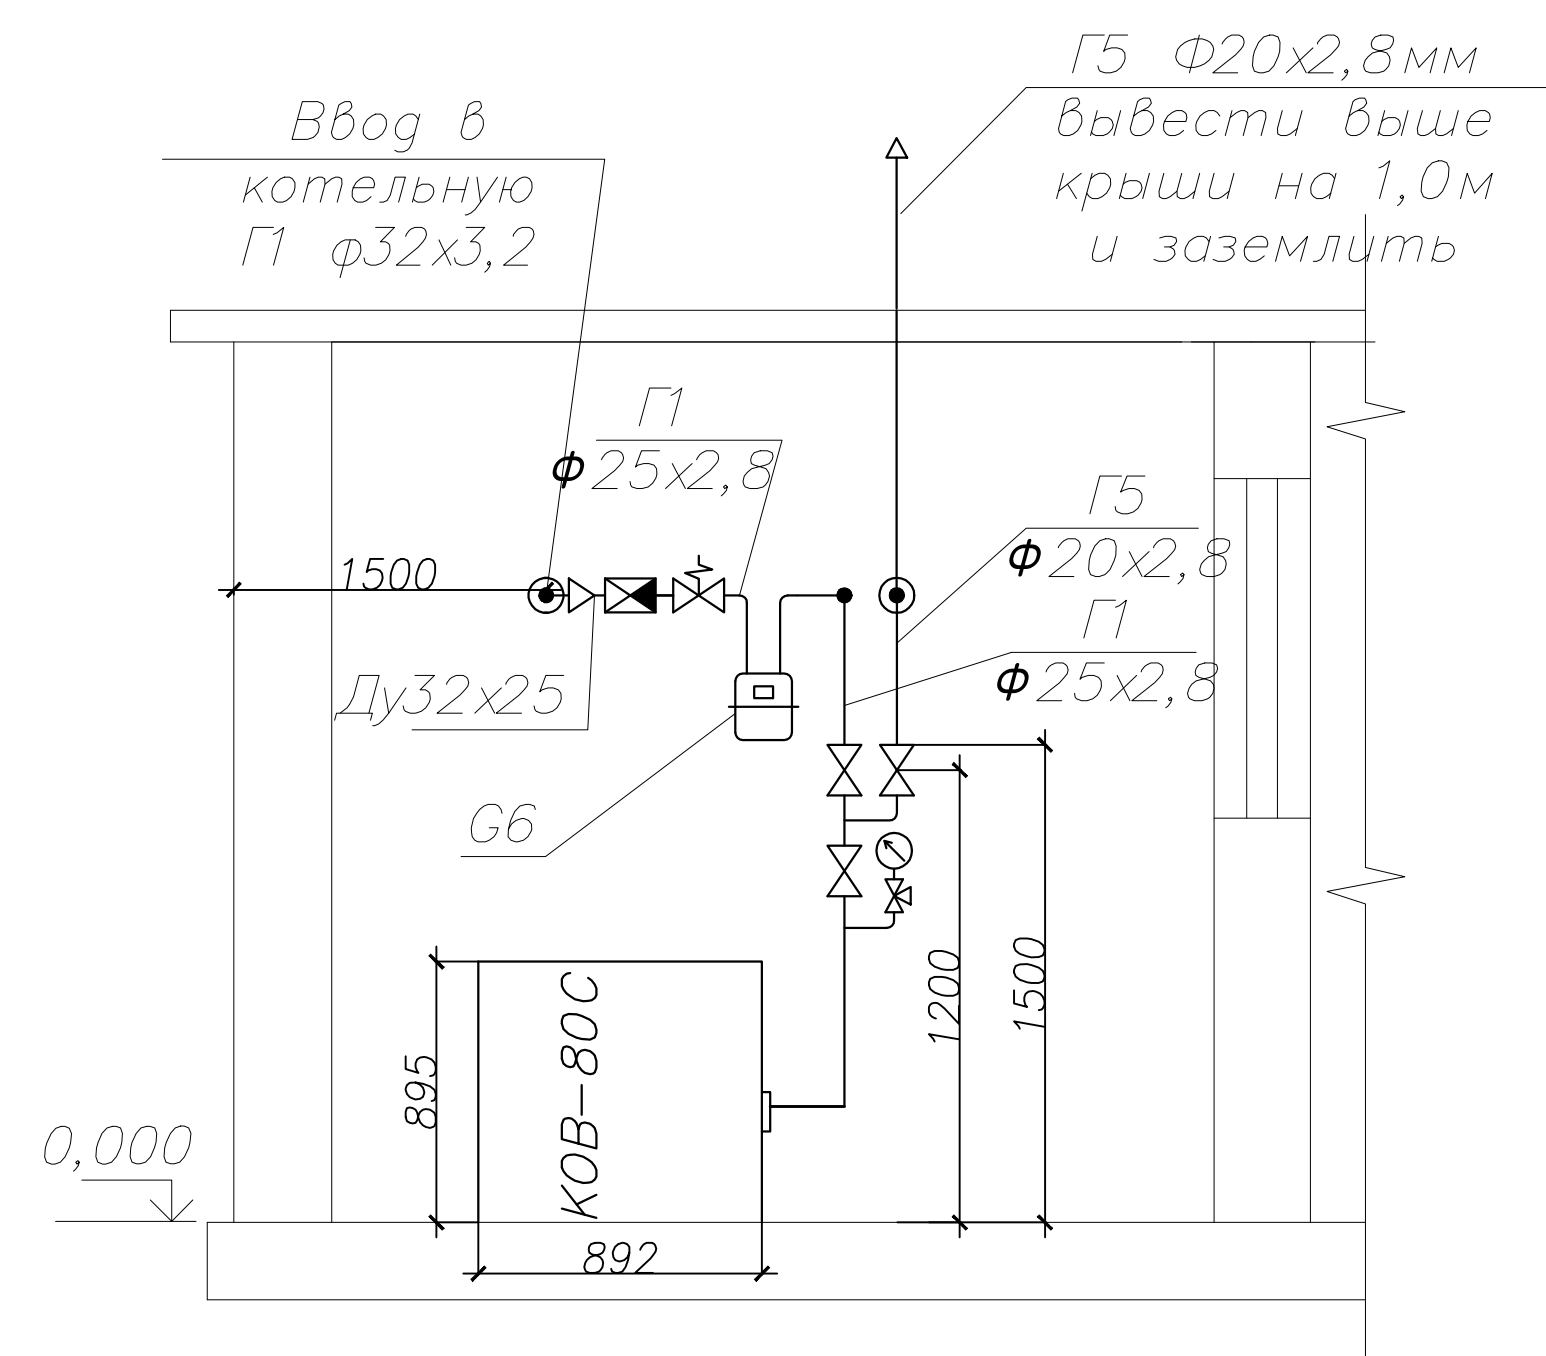 Г5 Ф20х2,8мм
вывести выше
крыши на 1,0м
и заземлить
Ввод в
котельную
Г1 ф32х3,2
Г1
ф25х2,8
Г5
ф20х2,8
1500
Г1
ф25х2,8
Ду32х25
G6
1200
1500
КОВ-80С
895
0,000
892